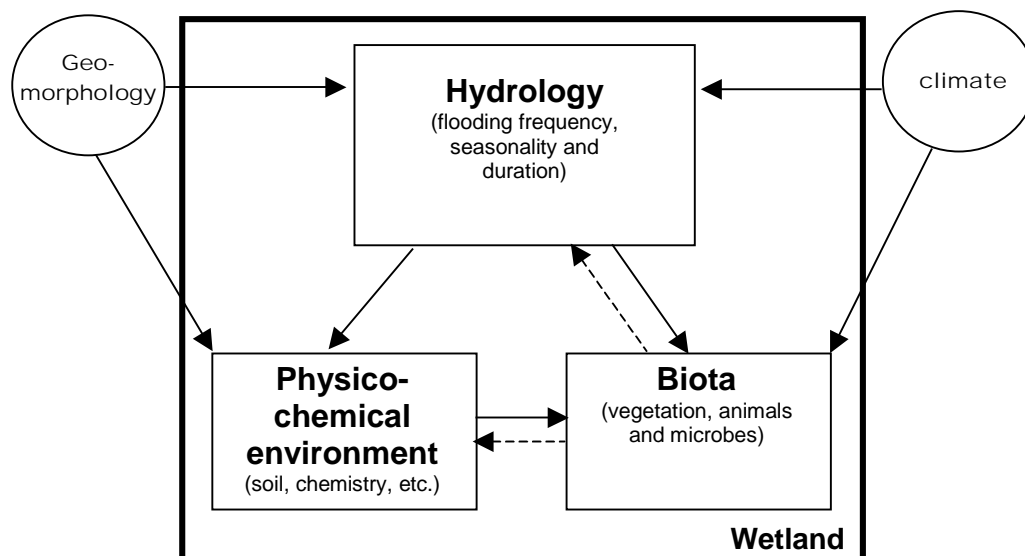 Geo-
morphology
climate
Hydrology
(flooding frequency,
seasonality and
duration)
Physico-
chemical
environment
(soil, chemistry, etc.)
Biota
(vegetation, animals
and microbes)
Wetland